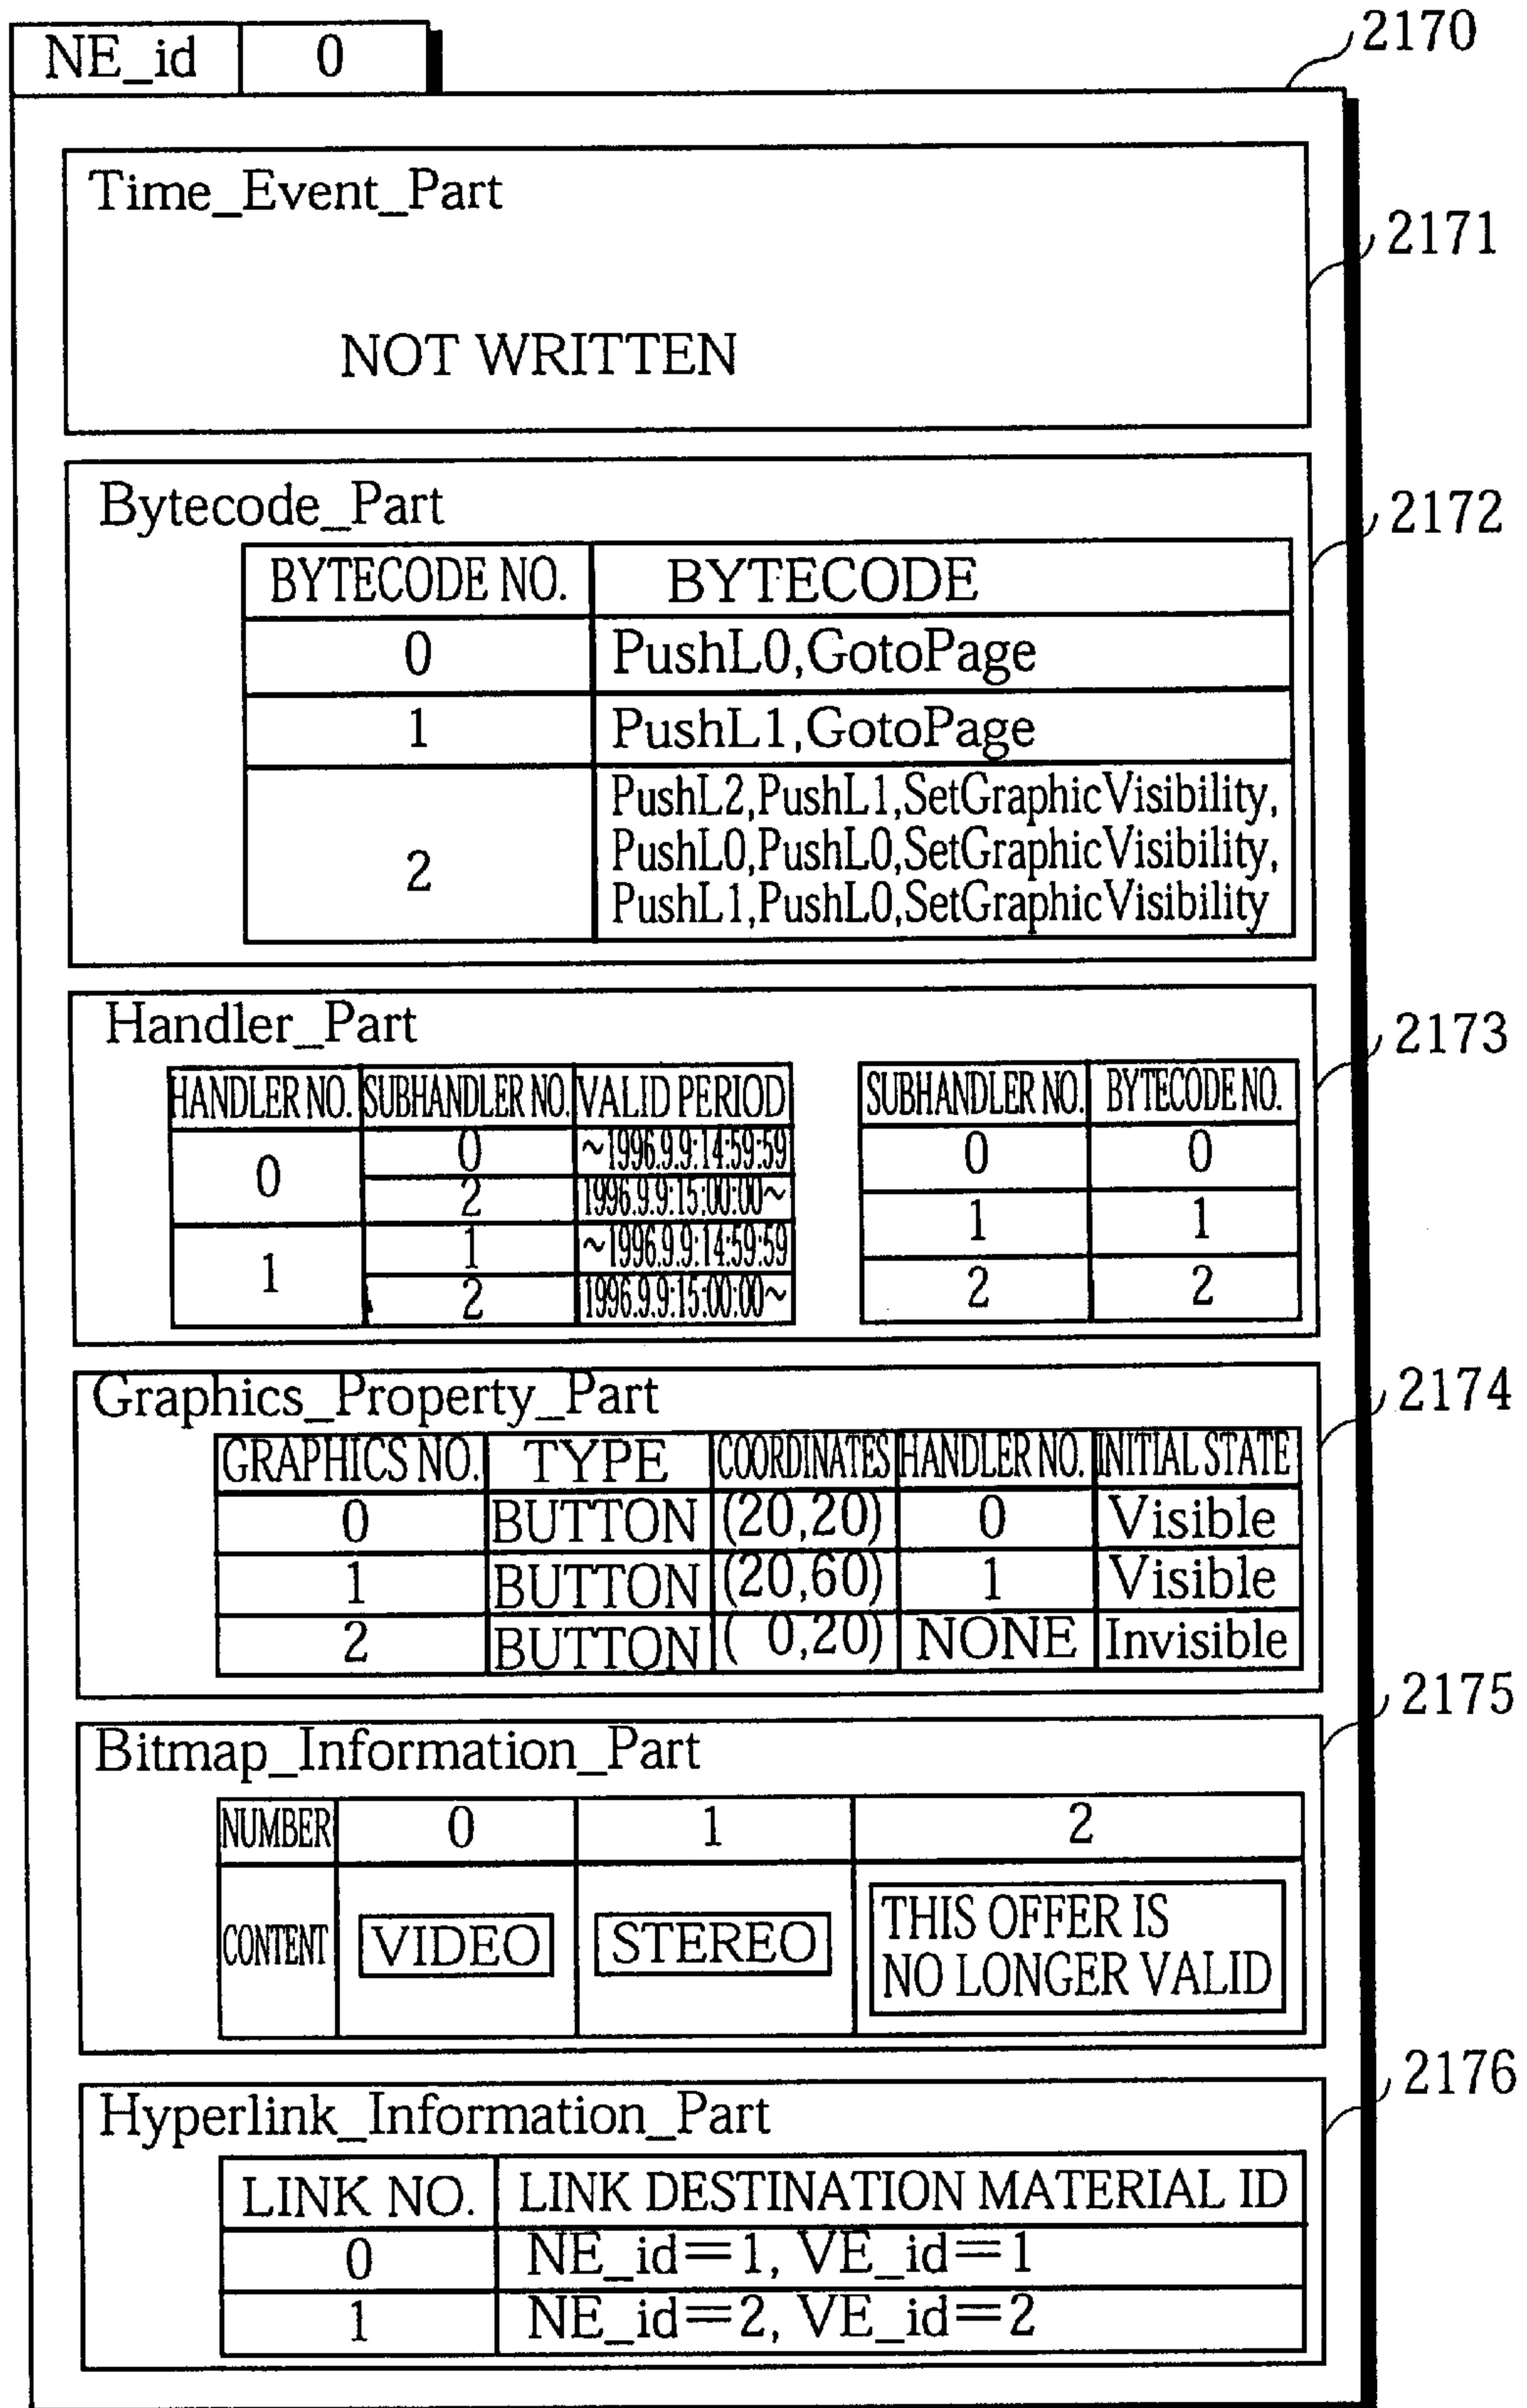 NE_id 0
2170
Time_Event_Part
2171
NOT WRITTEN
Bytecode_Part
2172
BYTECODE NO. BYTECODE
0 PushL0,GotoPage
1 PushL1,GotoPage
2 PushL2,PushL1,SetGraphicVisibility,
PushL0,PushL0,SetGraphicVisibility,
PushL1,PushL0,SetGraphicVisibility
Handler_Part
2173
HANDLER NO. SUBHANDLER NO. VALID PERIOD SUBHANDLER NO. BYTECODE NO.
0 0 ~1996.9.9:14:59:59 0 0
2 1996.9.9:15:00:00~
1 1
1 1 ~1996.9.9:14:59:59
2 1996.9.9:15:00:00~ 2 2
Graphics_Property_Part
2174
GRAPHICS NO. TYPE COORDINATES HANDLER NO. INITIAL STATE
0 BUTTON (20,20) 0 Visible
1 BUTTON (20,60) 1 Visible
2 BUTTON ( 0,20) NONE Invisible
2175
Bitmap_Information_Part
NUMBER 0 1 2
CONTENT VIDEO STEREO THIS OFFER IS
NO LONGER VALID
2176
Hyperlink_Information_Part
LINK NO. LINK DESTINATION MATERIAL ID
0 NE_id=1, VE_id=1
1 NE_id=2, VE_id=2